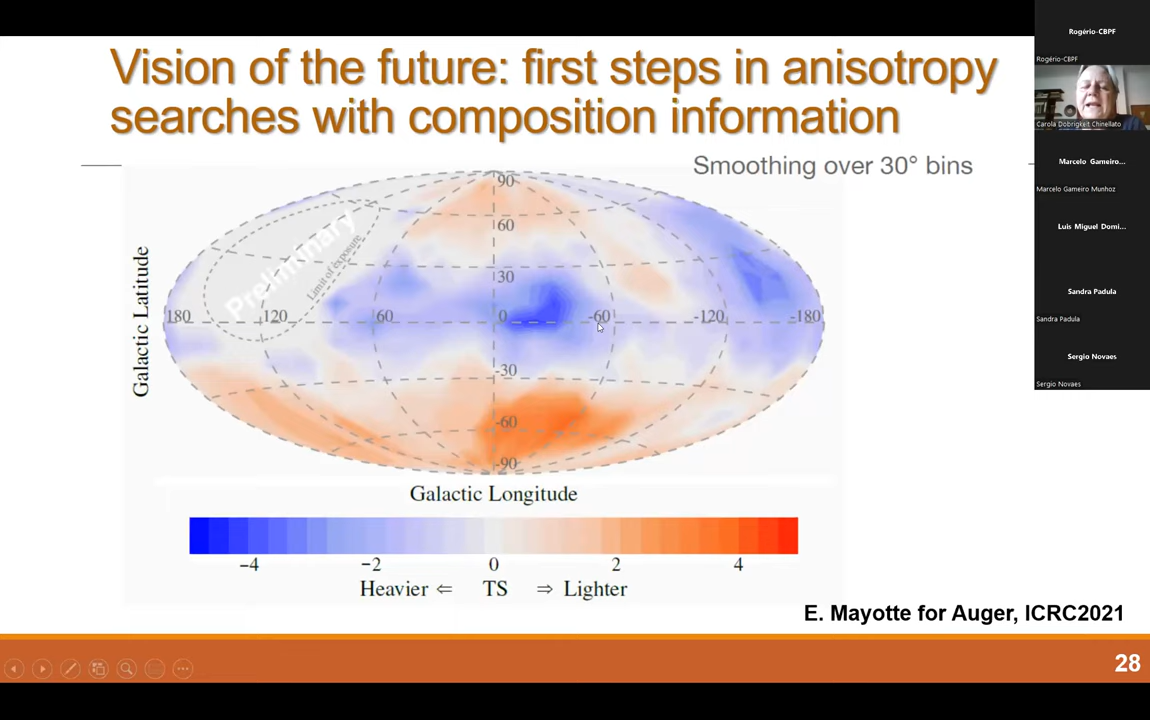 Vision of the future: first steps in anisotropy
searches with composition information
Smoothing over 30° bins
Preliminary
Limit of exposure
Galactic Latitude
90
60
30
180 120 60 0 -60 -120 -180
-30
-60
-90
Galactic Longitude
−4 −2 0 2 4
Heavier ⇐ TS ⇒ Lighter
E. Mayotte for Auger, ICRC2021
28
Rogério-CBPF
Rogério-CBPF
Carola Dobrigkeit Chinellato
Marcelo Gameiro...
Marcelo Gameiro Munhoz
Luis Miguel Domi...
Sandra Padula
Sandra Padula
Sergio Novaes
Sergio Novaes